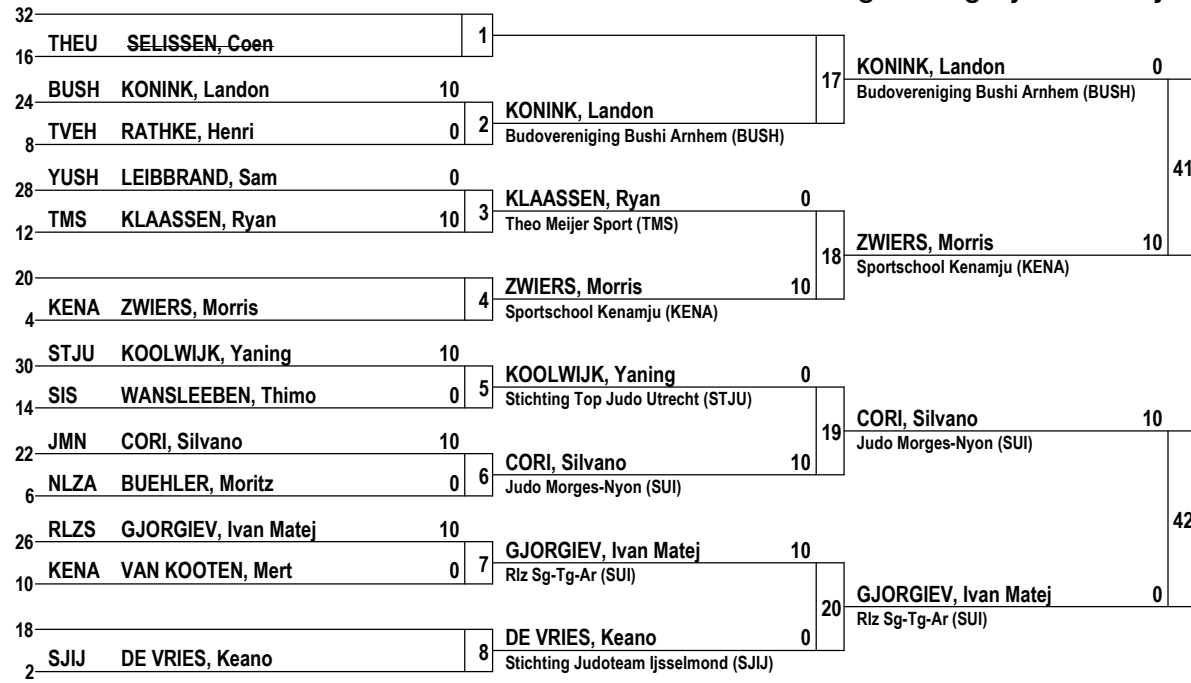 32
THEU SELISSEN, Coen
16
1
BUSH KONINK, Landon 10
24
TVEH RATHKE, Henri 0
8
2
YUSH LEIBBRAND, Sam 0
28
TMS KLAASSEN, Ryan 10
12
3
20
KENA ZWIERS, Morris
4
4
STJU KOOLWIJK, Yaning 10
30
SIS WANSLEEBEN, Thimo 0
14
5
JMN CORI, Silvano 10
22
NLZA BUEHLER, Moritz 0
6
6
RLZS GJORGIEV, Ivan Matej 10
26
KENA VAN KOOTEN, Mert 0
10
7
18
SJIJ DE VRIES, Keano
2
8
KONINK, Landon
Budovereniging Bushi Arnhem (BUSH)
17
KLAASSEN, Ryan 0
Theo Meijer Sport (TMS)
ZWIERS, Morris 10
Sportschool Kenamju (KENA)
18
KOOLWIJK, Yaning 0
Stichting Top Judo Utrecht (STJU)
CORI, Silvano 10
Judo Morges-Nyon (SUI)
19
GJORGIEV, Ivan Matej 10
Rlz Sg-Tg-Ar (SUI)
DE VRIES, Keano 0
Stichting Judoteam Ijsselmond (SJIJ)
20
KONINK, Landon 0
Budovereniging Bushi Arnhem (BUSH)
ZWIERS, Morris 10
Sportschool Kenamju (KENA)
41
CORI, Silvano 10
Judo Morges-Nyon (SUI)
GJORGIEV, Ivan Matej 0
Rlz Sg-Tg-Ar (SUI)
42